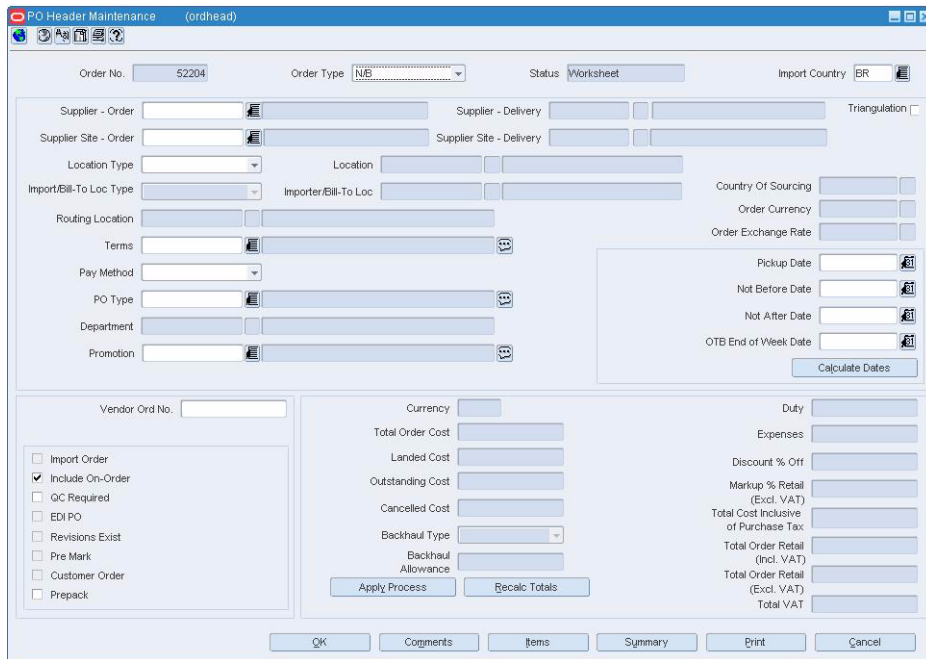 PO Header Maintenance (ordhead)
Order No. 52204 Order Type N/B Status Worksheet Import Country BR
Supplier - Order Supplier - Delivery Triangulation
Supplier Site - Order Supplier Site - Delivery
Location Type Location
Import/Bill-To Loc Type Importer/Bill-To Loc Country Of Sourcing
Routing Location Order Currency
Order Exchange Rate
Terms
Pickup Date
Pay Method
Not Before Date
PO Type
Not After Date
Department
OTB End of Week Date
Promotion
Calculate Dates
Vendor Ord No.
Import Order
Include On-Order
QC Required
EDI PO
Revisions Exist
Pre Mark
Customer Order
Prepack
Currency
Total Order Cost
Landed Cost
Outstanding Cost
Cancelled Cost
Backhaul Type
Backhaul
Allowance
Apply Process Recalc Totals
Duty
Expenses
Discount % Off
Markup % Retail
(Excl. VAT)
Total Cost Inclusive
of Purchase Tax
Total Order Retail
(Incl. VAT)
Total Order Retail
(Excl. VAT)
Total VAT
OK Comments Items Summary Print Cancel